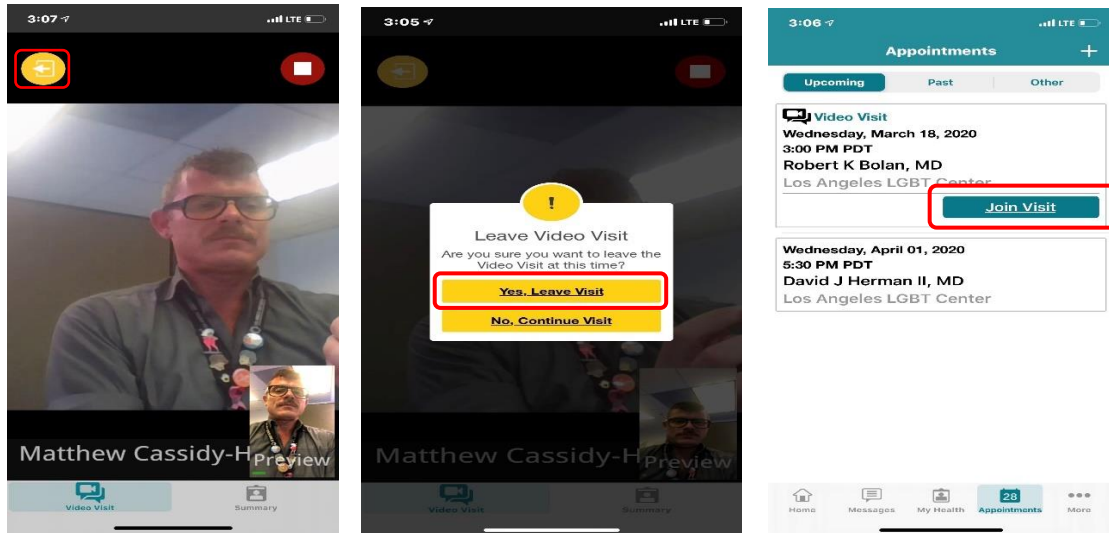 3:07
LTE
Matthew Cassidy-H
Preview
Video Visit
Summary
3:05
LTE
!
Leave Video Visit
Are you sure you want to leave the
Video Visit at this time?
Yes, Leave Visit
No, Continue Visit
Matthew Cassidy-H
Preview
Video Visit
Summary
3:06
LTE
Appointments +
Upcoming Past Other
Video Visit
Wednesday, March 18, 2020
3:00 PM PDT
Robert K Bolan, MD
Los Angeles LGBT Center
Join Visit
Wednesday, April 01, 2020
5:30 PM PDT
David J Herman II, MD
Los Angeles LGBT Center
28
Home Messages My Health Appointments More